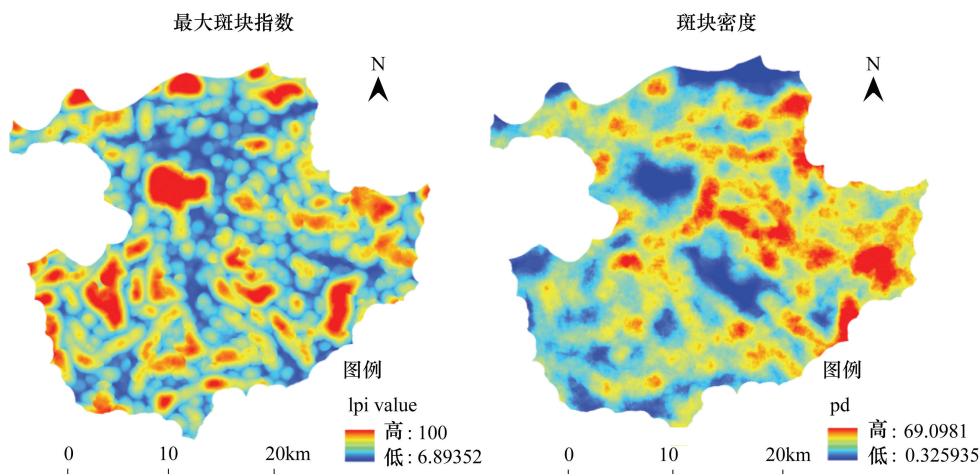 最大斑块指数
N
图例
lpi value
高: 100
低: 6.89352
0 10 20km
斑块密度
N
图例
pd
高: 69.0981
低: 0.325935
0 10 20km